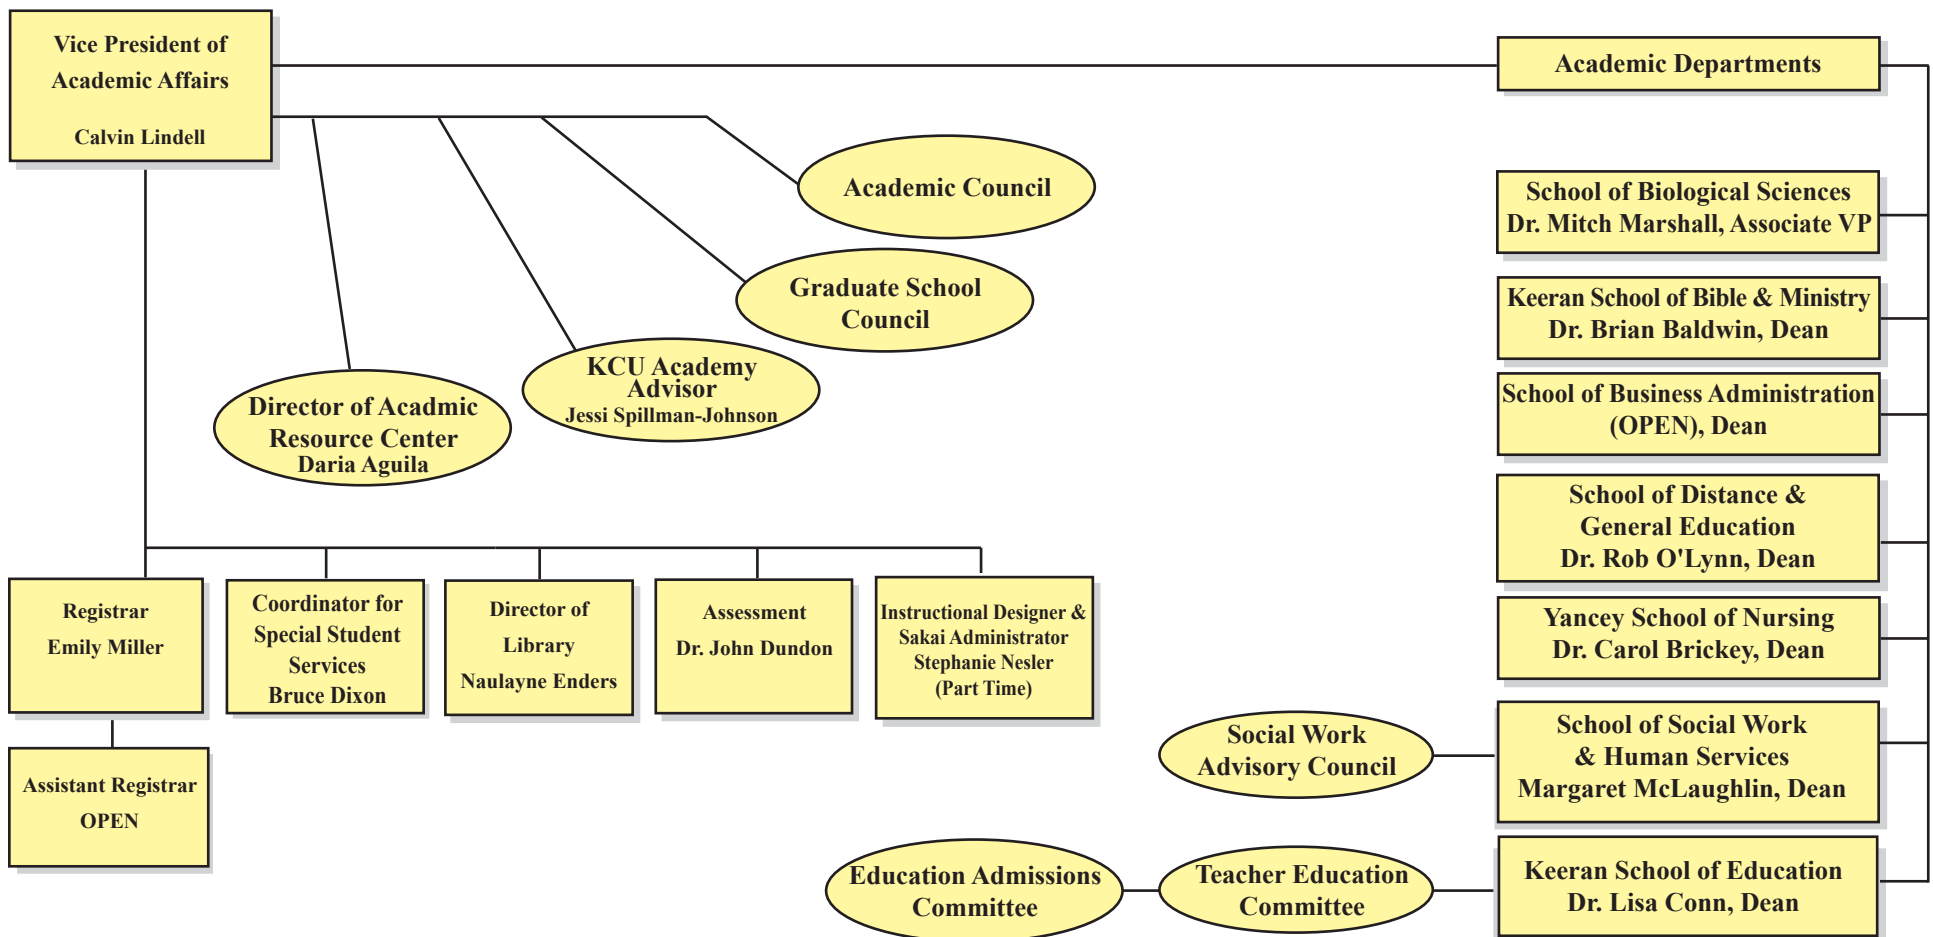 Vice President of
Academic Affairs
Calvin Lindell
Academic Departments
Academic Council
Graduate School
Council
KCU Academy
Advisor
Jessi Spillman-Johnson
Director of Acadmic
Resource Center
Daria Aguila
School of Biological Sciences
Dr. Mitch Marshall, Associate VP
Keeran School of Bible & Ministry
Dr. Brian Baldwin, Dean
School of Business Administration
(OPEN), Dean
School of Distance &
General Education
Dr. Rob O'Lynn, Dean
Yancey School of Nursing
Dr. Carol Brickey, Dean
School of Social Work
& Human Services
Margaret McLaughlin, Dean
Keeran School of Education
Dr. Lisa Conn, Dean
Registrar
Emily Miller
Coordinator for
Special Student
Services
Bruce Dixon
Director of
Library
Naulayne Enders
Assessment
Dr. John Dundon
Instructional Designer &
Sakai Administrator
Stephanie Nesler
(Part Time)
Assistant Registrar
OPEN
Social Work
Advisory Council
Education Admissions
Committee
Teacher Education
Committee